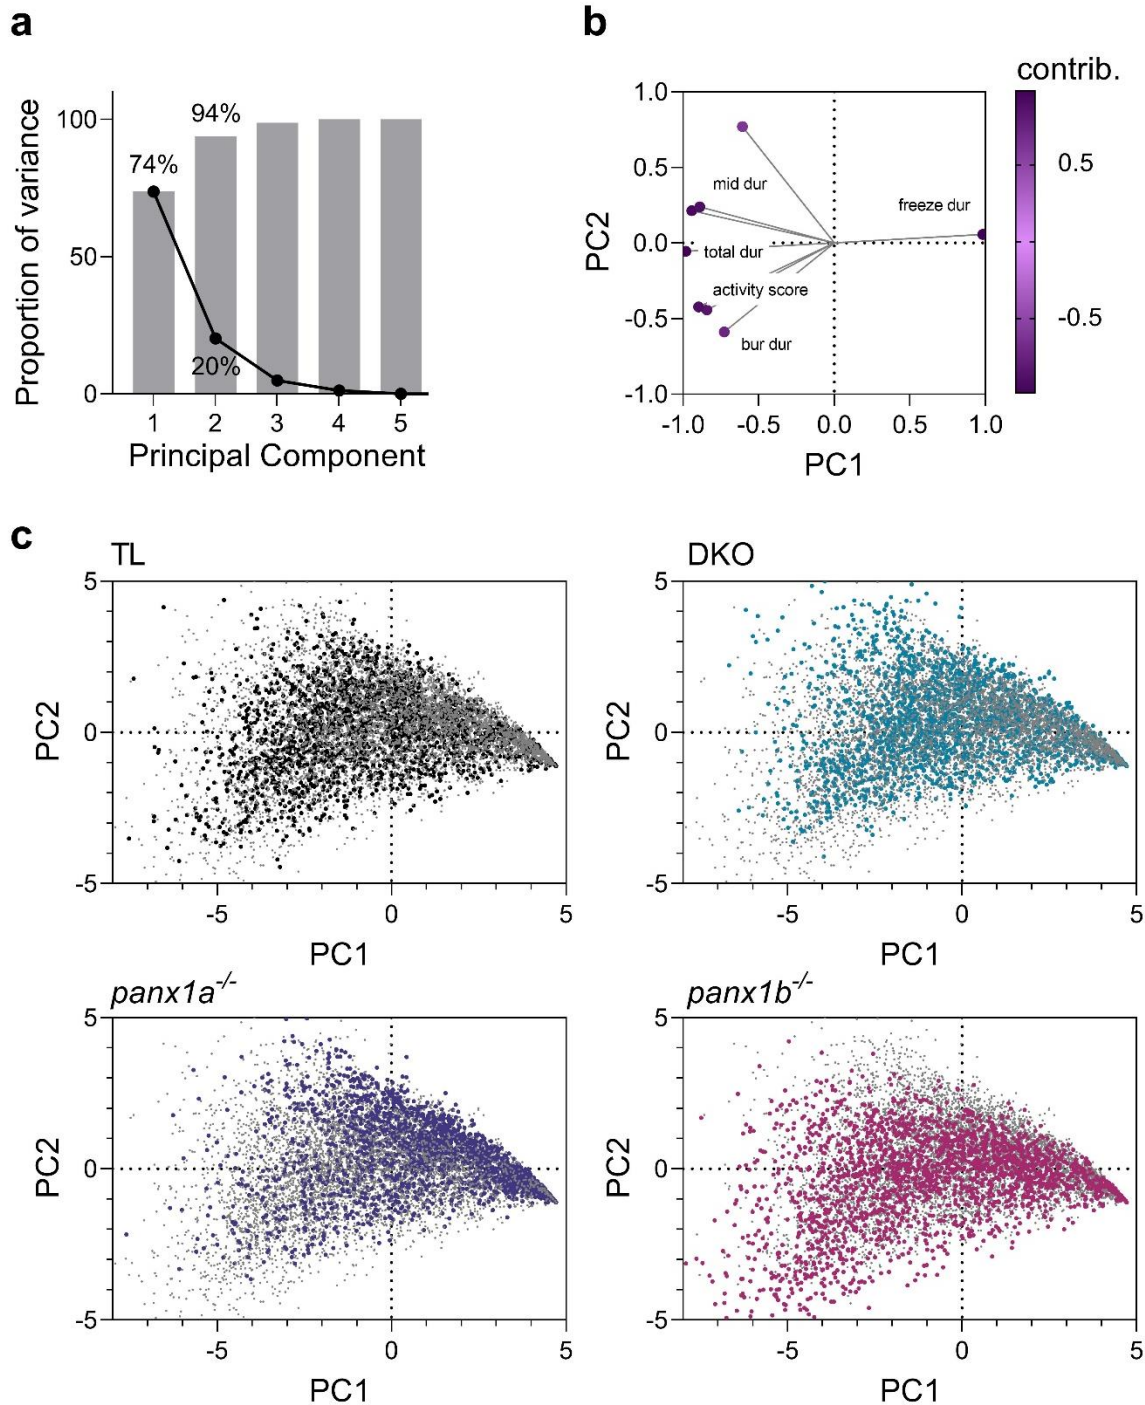 a
100
50
0
74%
94%
20%
Proportion of variance
1 2 3 4 5
Principal Component
b
contrib.
1.0
0.5
0.0
-0.5
-1.0
PC2
mid dur
freeze dur
total dur
activity score
bur dur
0.5
-0.5
-1.0 -0.5 0.0 0.5 1.0
PC1
c
TL
5
0
-5
PC2
-5 0 5
PC1
DKO
5
0
-5
PC2
-5 0 5
PC1
panx1a-/-
5
0
-5
PC2
-5 0 5
PC1
panx1b-/-
5
0
-5
PC2
-5 0 5
PC1